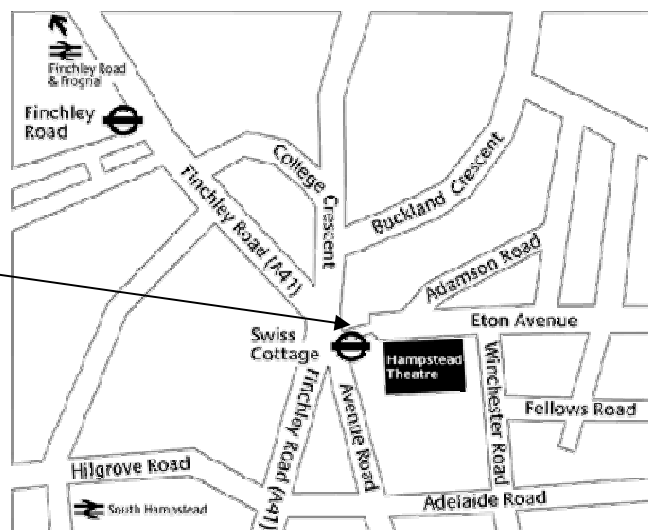 Finchley Road
& Frognal
Finchley
Road
College Crescent
Buckland Crescent
Finchley Road (A41)
Adamson Road
Eton Avenue
Swiss
Cottage
Hampstead
Theatre
Winchester Road
Fellows Road
Finchley Road (A41)
Avenue Road
Hilgrove Road
Adelaide Road
South Hampstead